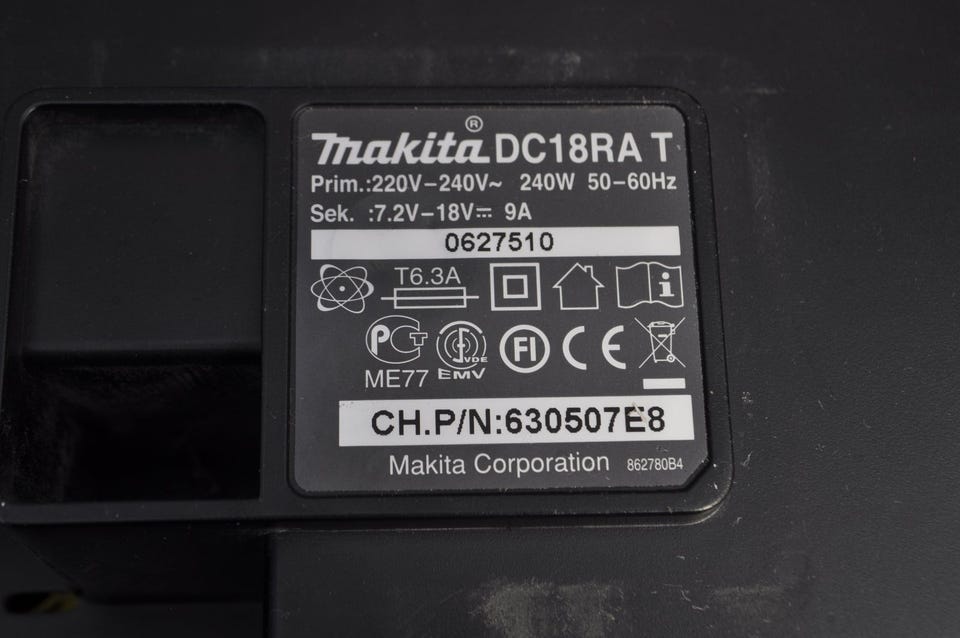 makita® DC18RA T
Prim.:220V–240V~ 240W 50–60Hz
Sek. :7.2V–18V⎓ 9A
0627510
T6.3A
i
PCT VDE FI CE
ME77 EMV
CH.P/N:630507E8
Makita Corporation 862780B4